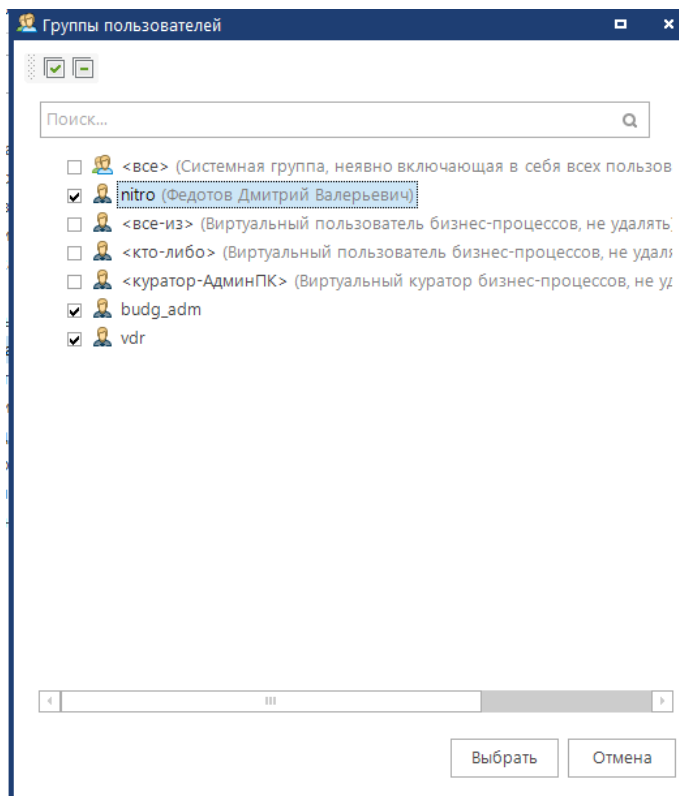 Группы пользователей
Поиск...
<все> (Системная группа, неявно включающая в себя всех пользов
nitro (Федотов Дмитрий Валерьевич)
<все-из> (Виртуальный пользователь бизнес-процессов, не удалять
<кто-либо> (Виртуальный пользователь бизнес-процессов, не удаля
<куратор-АдминПК> (Виртуальный куратор бизнес-процессов, не уд
budg_adm
vdr
Выбрать
Отмена